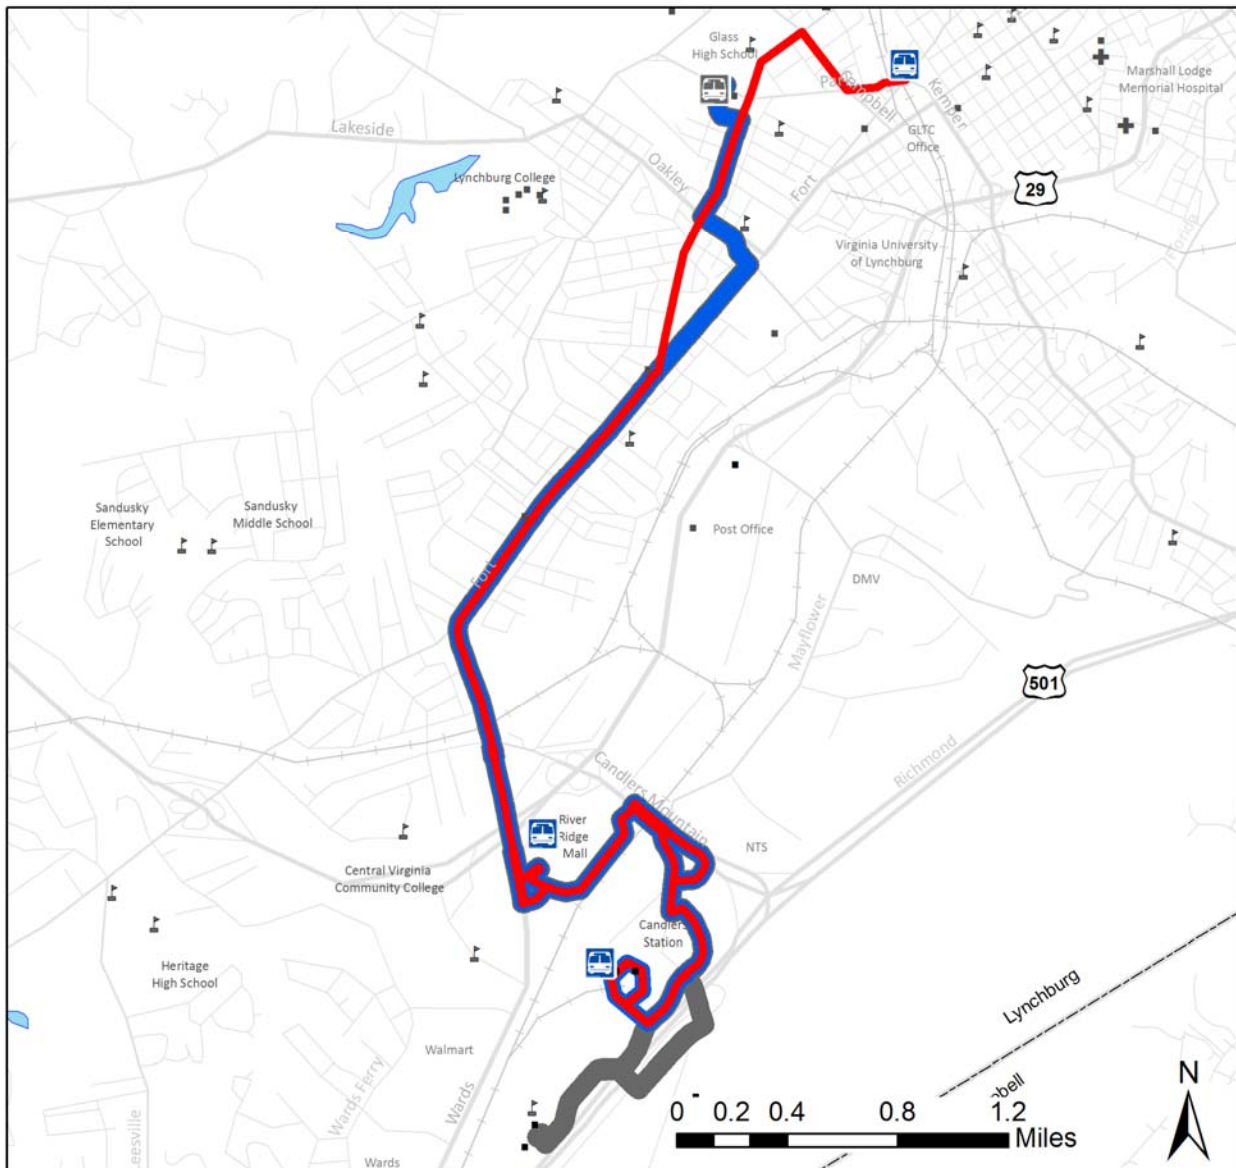 Glass
High School
Campbell
Kemper
Marshall Lodge
Memorial Hospital
GLTC
Office
Lakeside
Lynchburg College
Oakley
Fort
29
Florida
Virginia University
of Lynchburg
Sandusky
Elementary
School
Sandusky
Middle School
Post Office
Fort
DMV
Mayflower
501
Richmond
Candlers Mountain
River
Ridge
Mall
NTS
Central Virginia
Community College
Candlers
Station
Heritage
High School
Lynchburg
Walmart
Wards Ferry
Wards
Wards
N
0 0.2 0.4 0.8 1.2
Miles